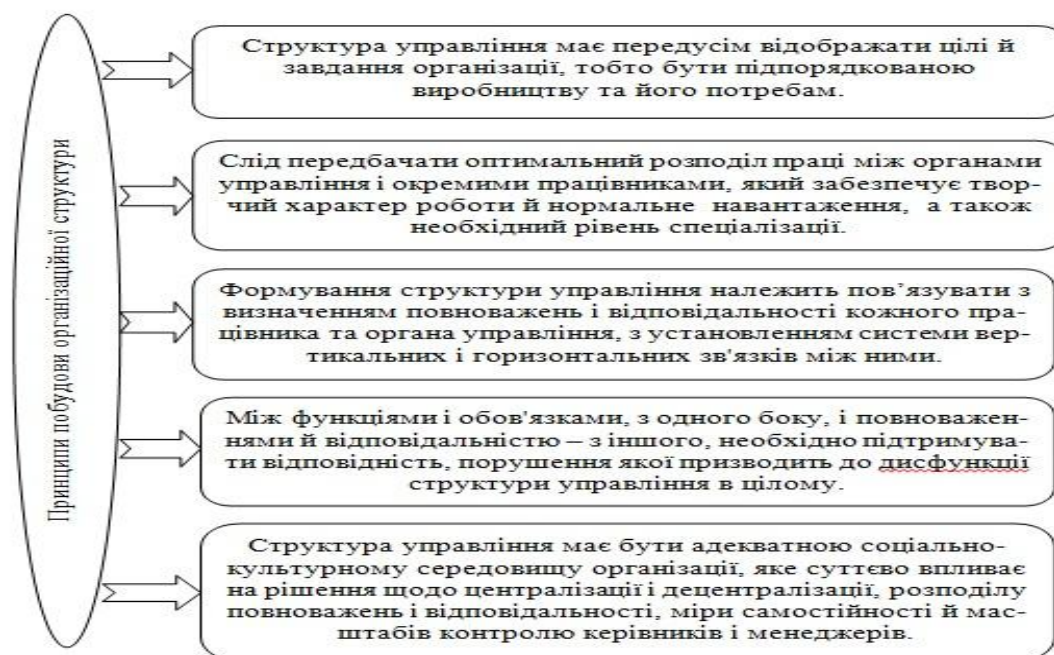 Принципи побудови організаційної структури
Структура управління має передусім відображати цілі й
завдання організації, тобто бути підпорядкованою
виробництву та його потребам.
Слід передбачати оптимальний розподіл праці між органами
управління і окремими працівниками, який забезпечує твор-
чий характер роботи й нормальне навантаження, а також
необхідний рівень спеціалізації.
Формування структури управління належить пов’язувати з
визначенням повноважень і відповідальності кожного пра-
цівника та органа управління, з установленням системи вер-
тикальних і горизонтальних зв'язків між ними.
Між функціями і обов'язками, з одного боку, і повноважен-
нями й відповідальністю – з іншого, необхідно підтримува-
ти відповідність, порушення якої призводить до дисфункції
структури управління в цілому.
Структура управління має бути адекватною соціально-
культурному середовищу організації, яке суттєво впливає
на рішення щодо централізації і децентралізації, розподілу
повноважень і відповідальності, міри самостійності й мас-
штабів контролю керівників і менеджерів.